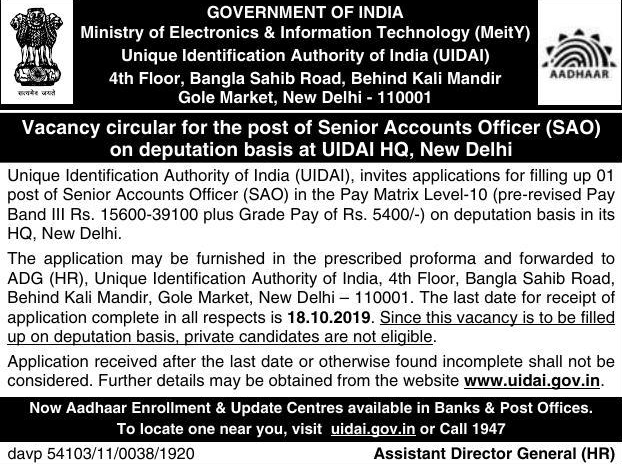 GOVERNMENT OF INDIA
Ministry of Electronics & Information Technology (MeitY)
Unique Identification Authority of India (UIDAI)
4th Floor, Bangla Sahib Road, Behind Kali Mandir
Gole Market, New Delhi - 110001
सत्यमेव जयते
AADHAAR
Vacancy circular for the post of Senior Accounts Officer (SAO)
on deputation basis at UIDAI HQ, New Delhi
Unique Identification Authority of India (UIDAI), invites applications for filling up 01
post of Senior Accounts Officer (SAO) in the Pay Matrix Level-10 (pre-revised Pay
Band III Rs. 15600-39100 plus Grade Pay of Rs. 5400/-) on deputation basis in its
HQ, New Delhi.
The application may be furnished in the prescribed proforma and forwarded to
ADG (HR), Unique Identification Authority of India, 4th Floor, Bangla Sahib Road,
Behind Kali Mandir, Gole Market, New Delhi – 110001. The last date for receipt of
application complete in all respects is 18.10.2019. Since this vacancy is to be filled
up on deputation basis, private candidates are not eligible.
Application received after the last date or otherwise found incomplete shall not be
considered. Further details may be obtained from the website www.uidai.gov.in.
Now Aadhaar Enrollment & Update Centres available in Banks & Post Offices.
To locate one near you, visit uidai.gov.in or Call 1947
davp 54103/11/0038/1920
Assistant Director General (HR)